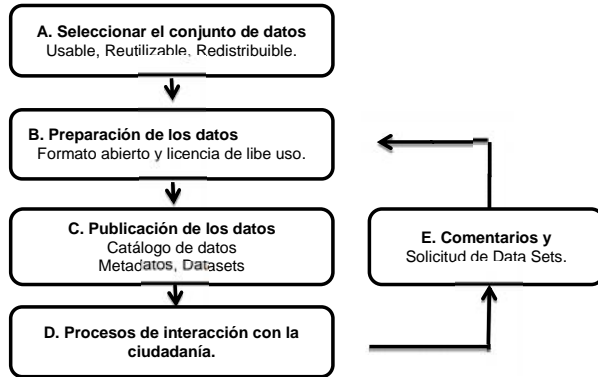 A. Seleccionar el conjunto de datos
Usable, Reutilizable, Redistribuible.
B. Preparación de los datos
Formato abierto y licencia de libe uso.
C. Publicación de los datos
Catálogo de datos
Metadatos, Datasets
D. Procesos de interacción con la
ciudadanía.
E. Comentarios y
Solicitud de Data Sets.